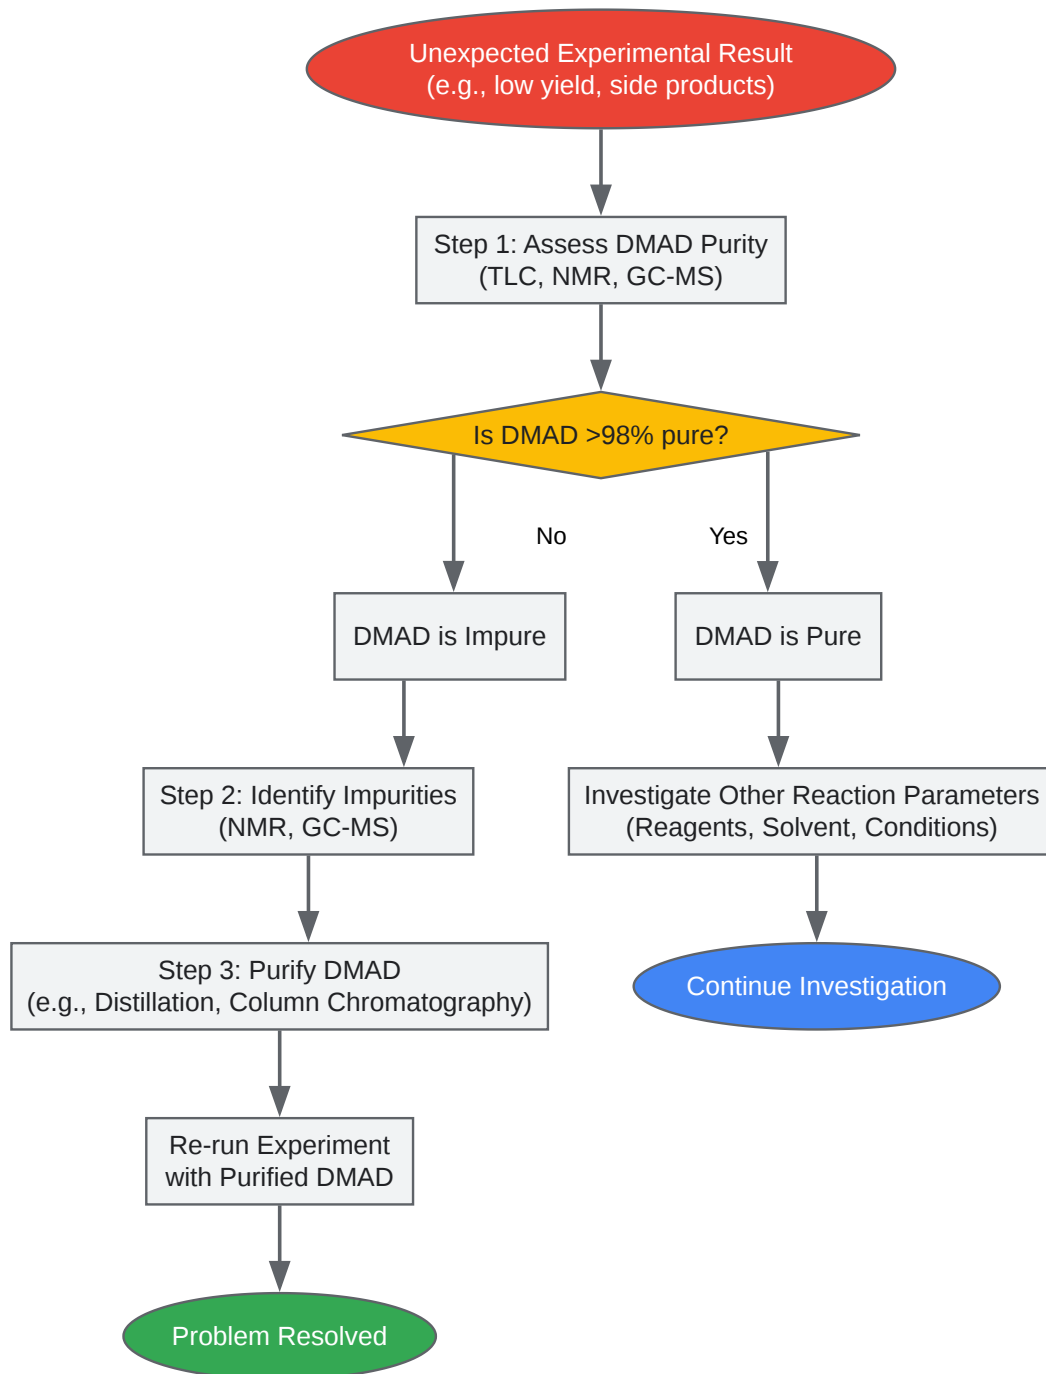 Unexpected Experimental Result
(e.g., low yield, side products)
Step 1: Assess DMAD Purity
(TLC, NMR, GC-MS)
Is DMAD >98% pure?
No
Yes
DMAD is Impure
DMAD is Pure
Step 2: Identify Impurities
(NMR, GC-MS)
Investigate Other Reaction Parameters
(Reagents, Solvent, Conditions)
Step 3: Purify DMAD
(e.g., Distillation, Column Chromatography)
Continue Investigation
Re-run Experiment
with Purified DMAD
Problem Resolved